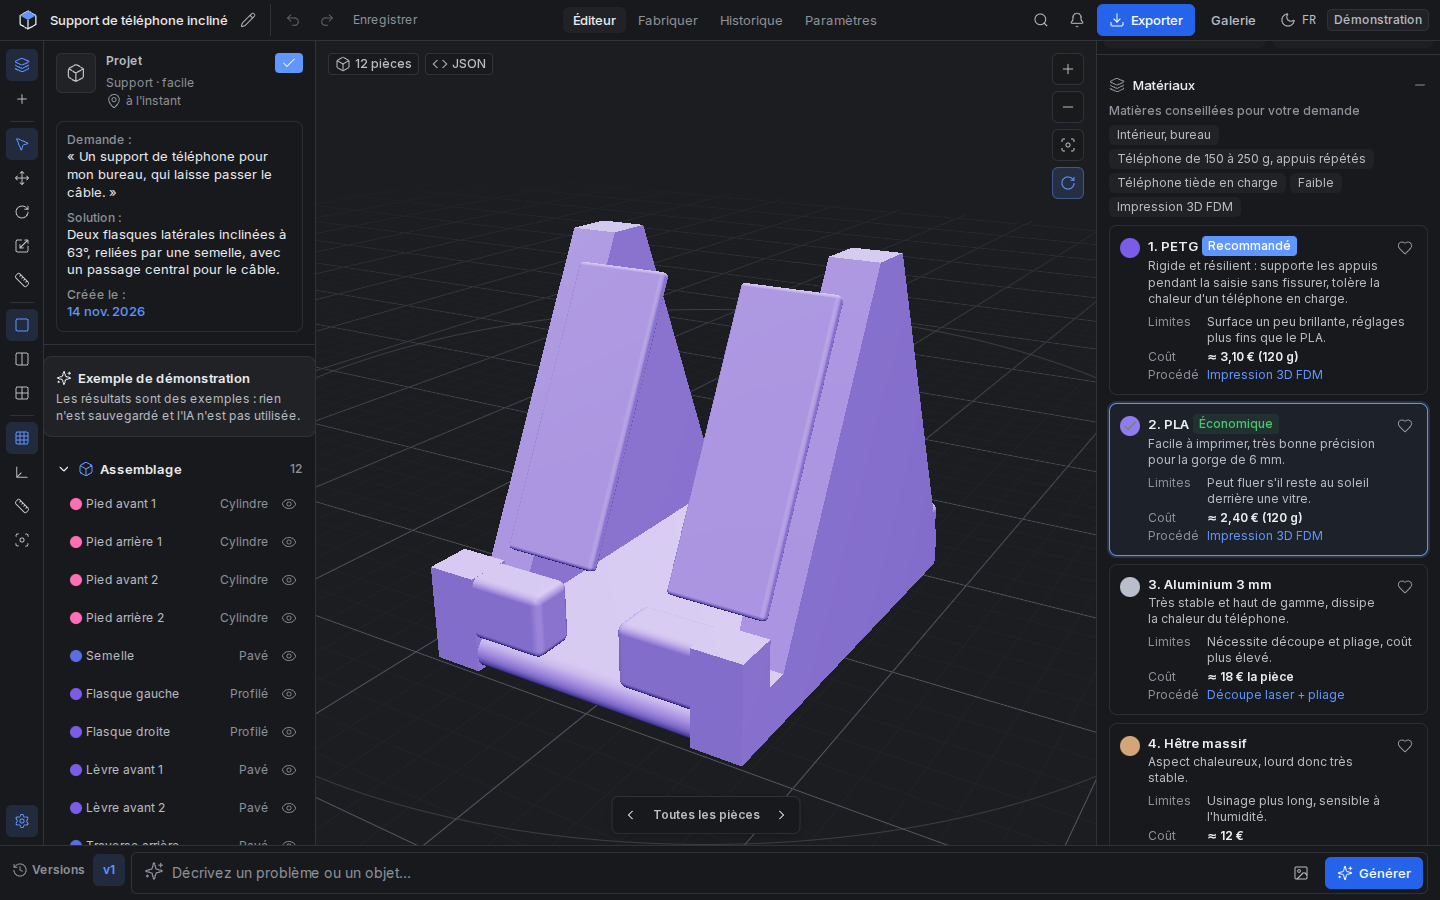 Support de téléphone incliné
Enregistrer
Éditeur
Fabriquer
Historique
Paramètres
Exporter
Galerie
FR
Démonstration
Projet
Support · facile
à l'instant
Demande :
« Un support de téléphone pour
mon bureau, qui laisse passer le
câble. »
Solution :
Deux flasques latérales inclinées à
63°, reliées par une semelle, avec
un passage central pour le câble.
Créée le :
14 nov. 2026
Exemple de démonstration
Les résultats sont des exemples : rien
n'est sauvegardé et l'IA n'est pas utilisée.
Assemblage 12
Pied avant 1 Cylindre
Pied arrière 1 Cylindre
Pied avant 2 Cylindre
Pied arrière 2 Cylindre
Semelle Pavé
Flasque gauche Profilé
Flasque droite Profilé
Lèvre avant 1 Pavé
Lèvre avant 2 Pavé
Traverse arrière Pavé
12 pièces
JSON
Toutes les pièces
Matériaux
Matières conseillées pour votre demande
Intérieur, bureau
Téléphone de 150 à 250 g, appuis répétés
Téléphone tiède en charge
Faible
Impression 3D FDM
1. PETG Recommandé
Rigide et résilient : supporte les appuis
pendant la saisie sans fissurer, tolère la
chaleur d'un téléphone en charge.
Limites Surface un peu brillante, réglages
plus fins que le PLA.
Coût ≈ 3,10 € (120 g)
Procédé Impression 3D FDM
2. PLA Économique
Facile à imprimer, très bonne précision
pour la gorge de 6 mm.
Limites Peut fluer s'il reste au soleil
derrière une vitre.
Coût ≈ 2,40 € (120 g)
Procédé Impression 3D FDM
3. Aluminium 3 mm
Très stable et haut de gamme, dissipe
la chaleur du téléphone.
Limites Nécessite découpe et pliage, coût
plus élevé.
Coût ≈ 18 € la pièce
Procédé Découpe laser + pliage
4. Hêtre massif
Aspect chaleureux, lourd donc très
stable.
Limites Usinage plus long, sensible à
l'humidité.
Coût ≈ 12 €
Versions
v1
Décrivez un problème ou un objet...
Générer